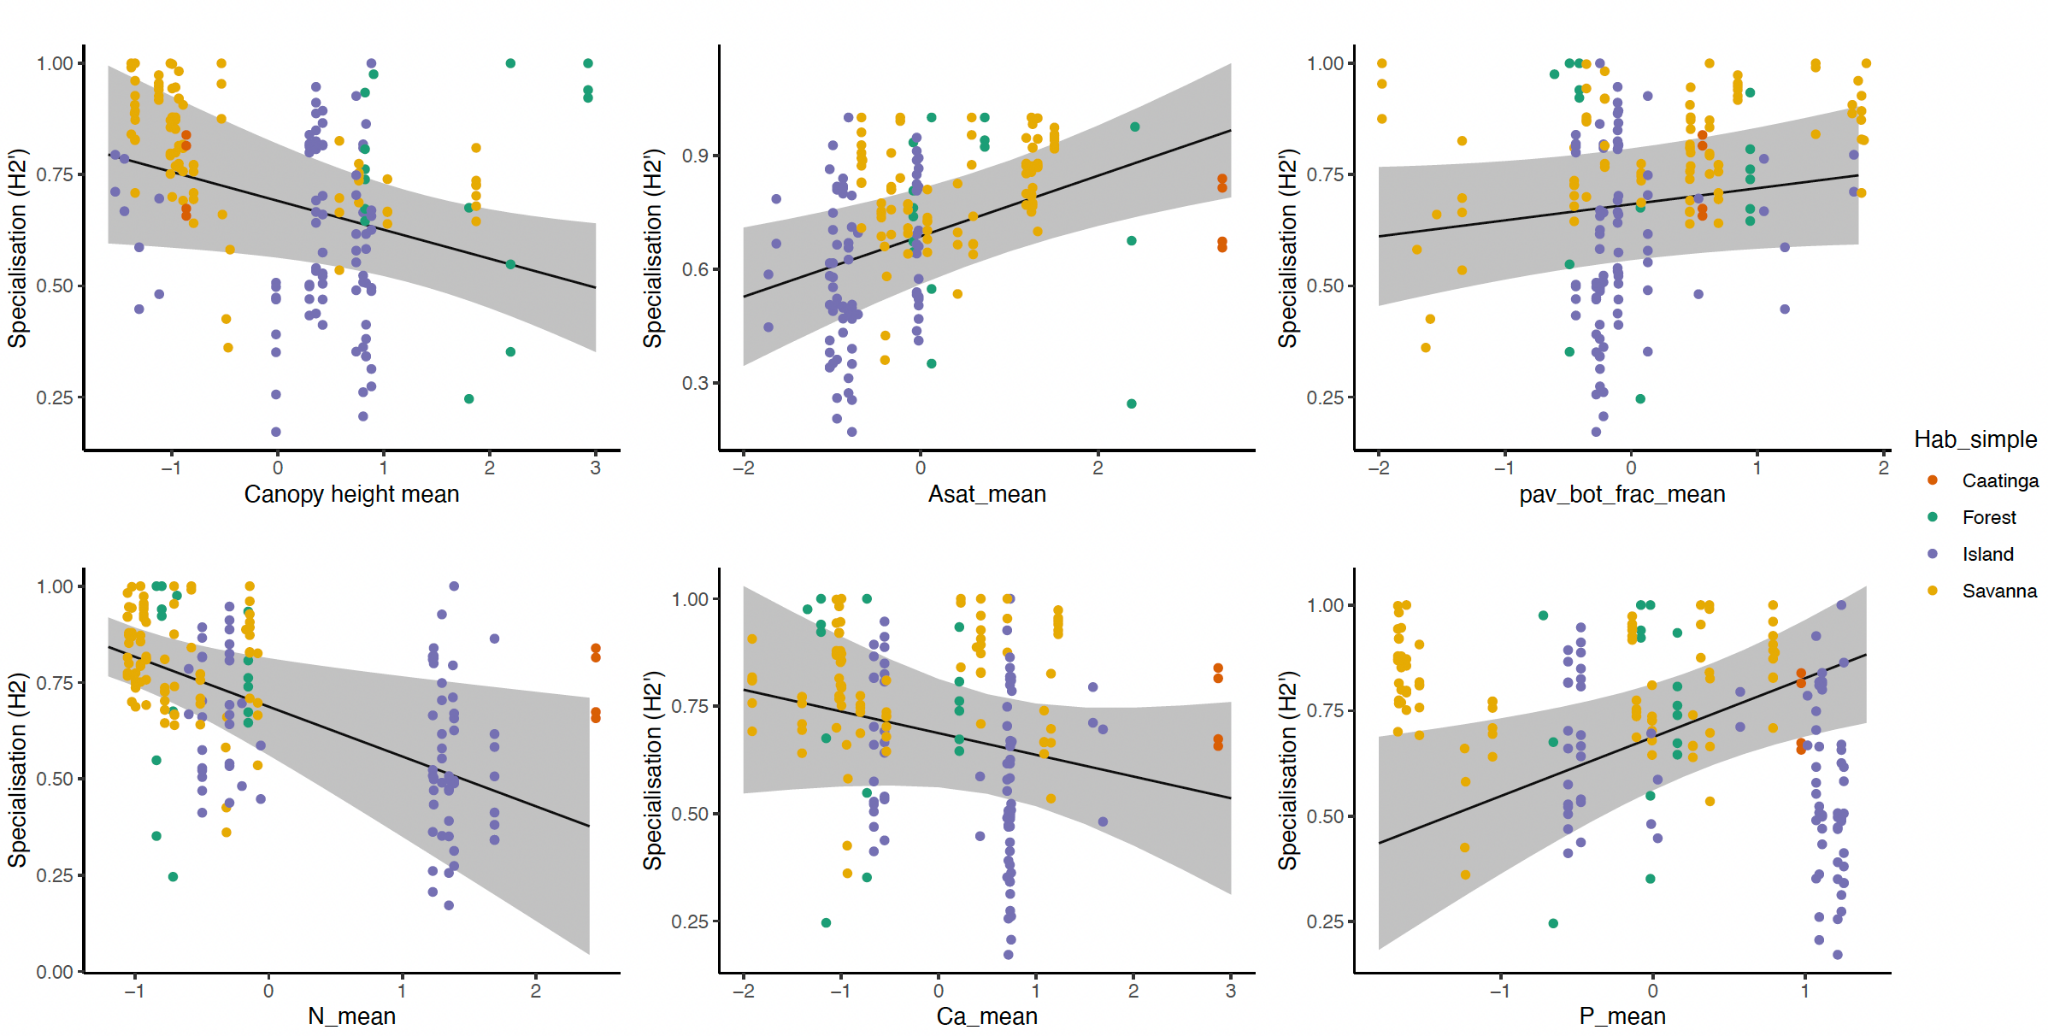 1.00
0.75
0.50
0.25
Specialisation (H2')
−1
0
1
2
3
Canopy height mean
0.9
0.6
0.3
Specialisation (H2')
−2
0
2
Asat_mean
1.00
0.75
0.50
0.25
Specialisation (H2')
−2
−1
0
1
2
pav_bot_frac_mean
Hab_simple
Caatinga
Forest
Island
Savanna
1.00
0.75
0.50
0.25
0.00
Specialisation (H2)
−1
0
1
2
N_mean
1.00
0.75
0.50
0.25
Specialisation (H2')
−2
−1
0
1
2
3
Ca_mean
1.00
0.75
0.50
0.25
Specialisation (H2')
−1
0
1
P_mean